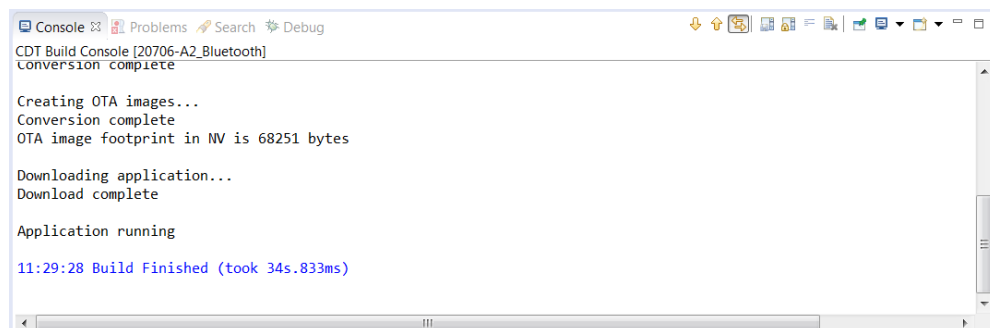 Console Problems Search Debug
CDT Build Console [20706-A2_Bluetooth]
Conversion complete
Creating OTA images...
Conversion complete
OTA image footprint in NV is 68251 bytes
Downloading application...
Download complete
Application running
11:29:28 Build Finished (took 34s.833ms)